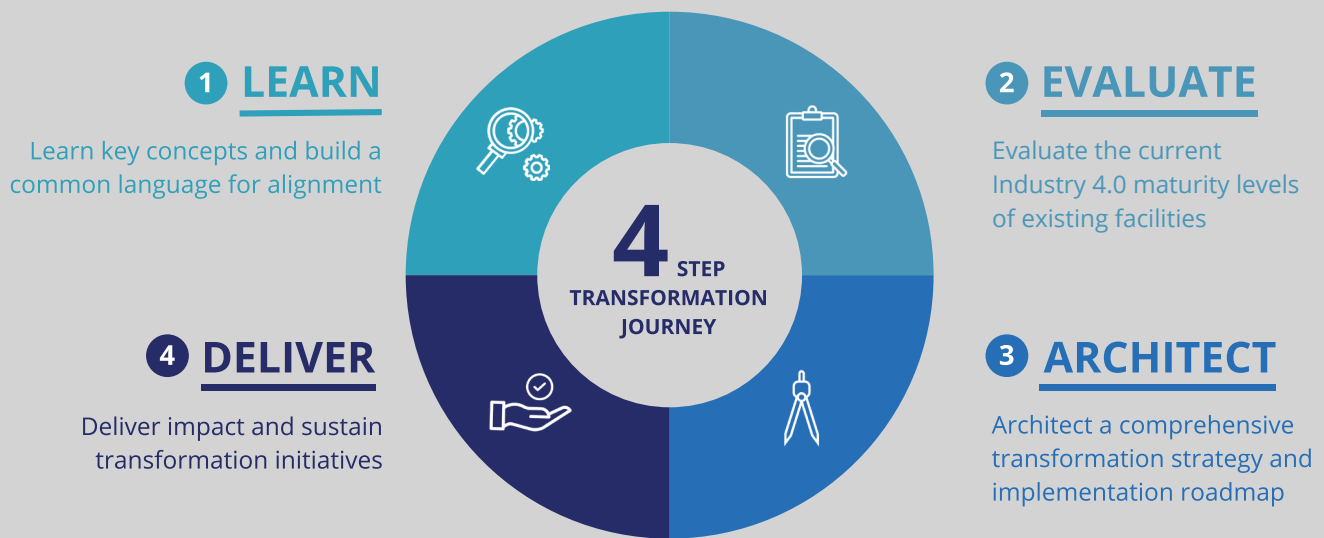 1 LEARN
Learn key concepts and build a
common language for alignment
2 EVALUATE
Evaluate the current
Industry 4.0 maturity levels
of existing facilities
4 STEP
TRANSFORMATION
JOURNEY
3 ARCHITECT
Architect a comprehensive
transformation strategy and
implementation roadmap
4 DELIVER
Deliver impact and sustain
transformation initiatives